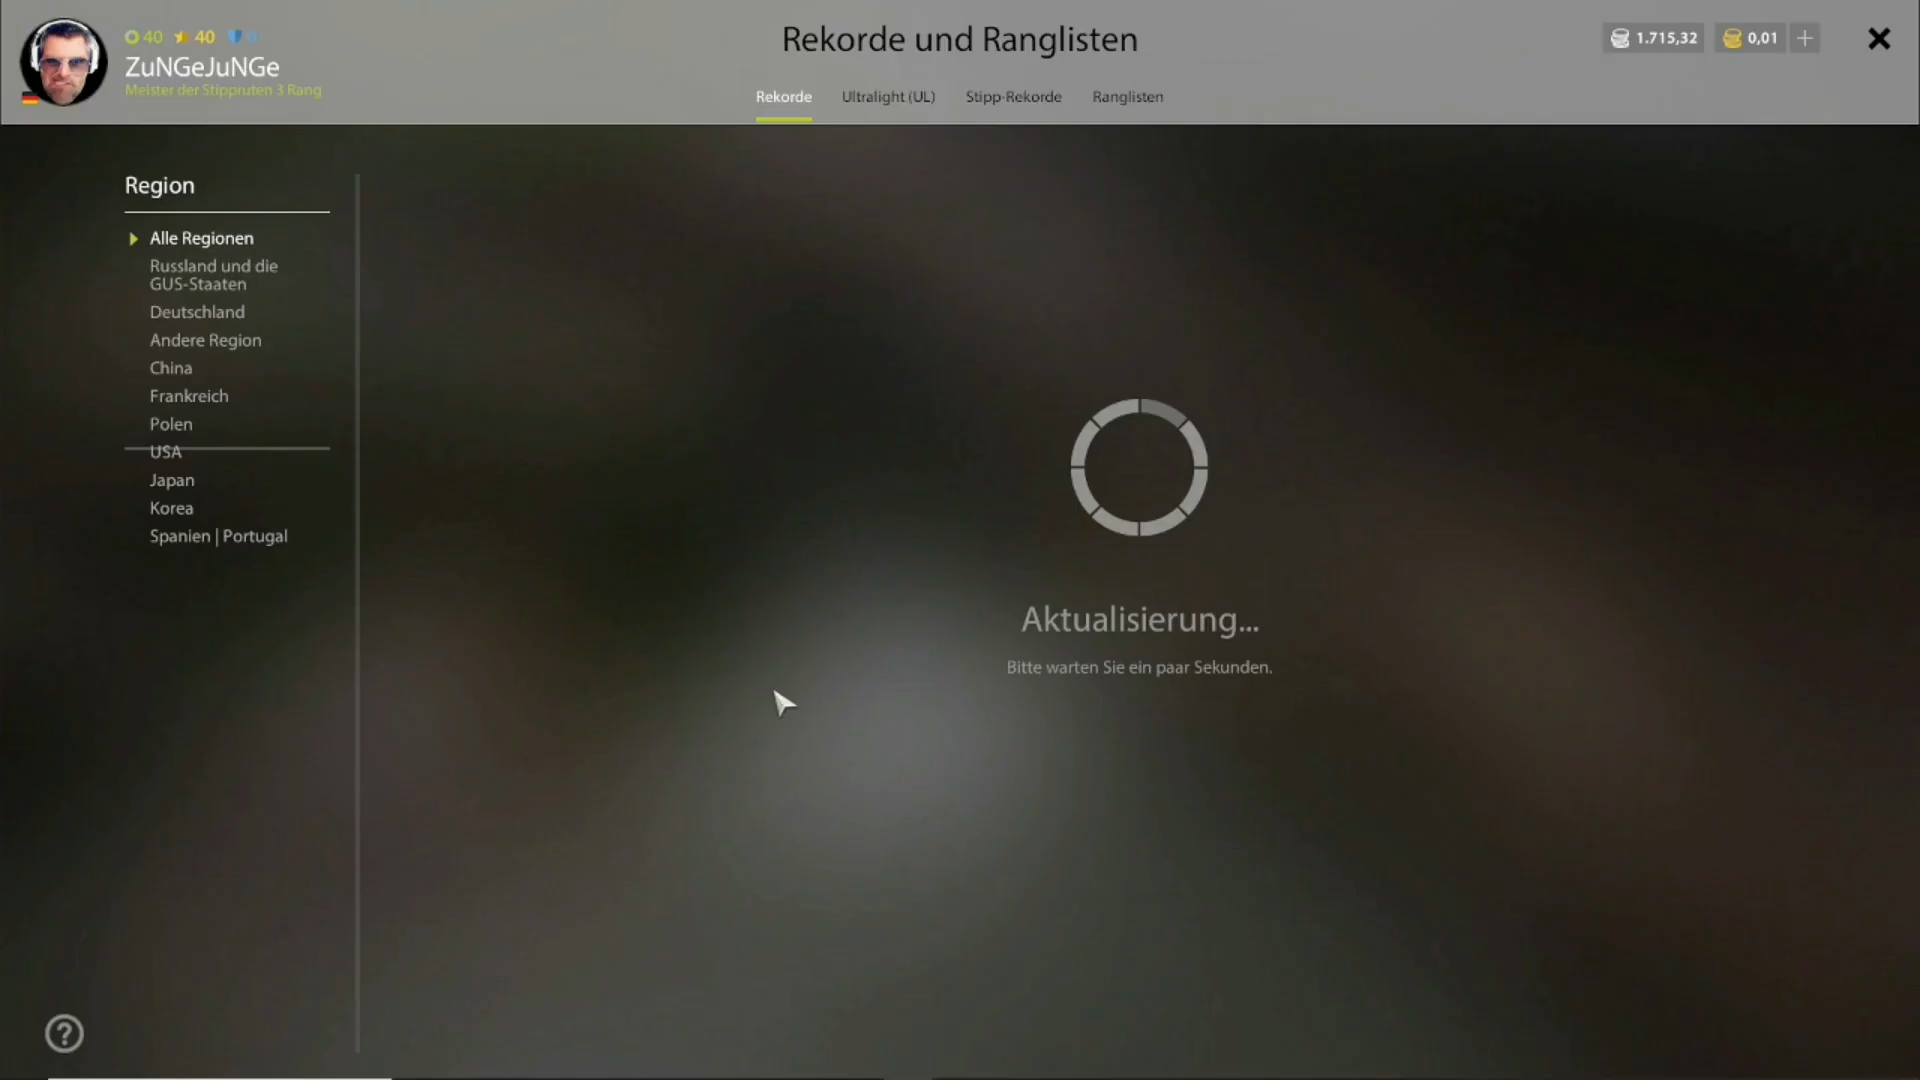 40 40 0
ZuNGeJuNGe
Meister der Stippruten 3 Rang
Rekorde und Ranglisten
1.715,32
0,01
Rekorde
Ultralight (UL)
Stipp-Rekorde
Ranglisten
Region
Alle Regionen
Russland und die
GUS-Staaten
Deutschland
Andere Region
China
Frankreich
Polen
USA
Japan
Korea
Spanien | Portugal
Aktualisierung...
Bitte warten Sie ein paar Sekunden.